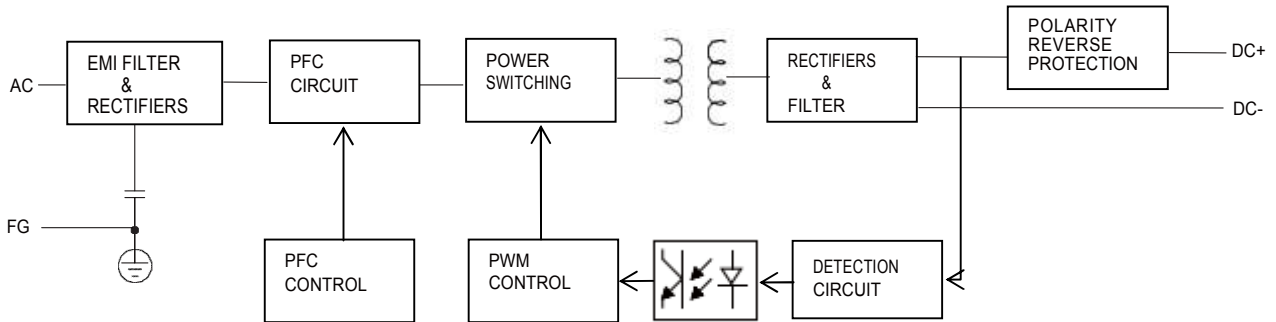 AC
EMI FILTER
&
RECTIFIERS
PFC
CIRCUIT
POWER
SWITCHING
RECTIFIERS
&
FILTER
POLARITY
REVERSE
PROTECTION
DC+
DC-
FG
PFC
CONTROL
PWM
CONTROL
DETECTION
CIRCUIT